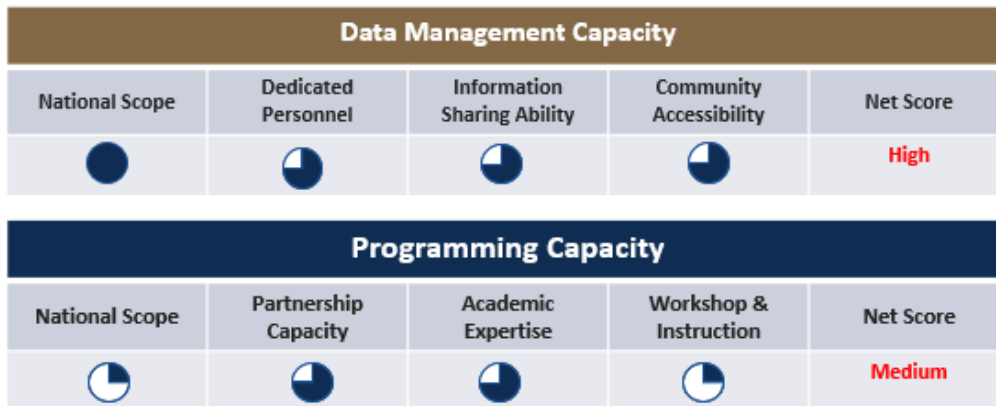 Data Management Capacity
National Scope
Dedicated
Personnel
Information
Sharing Ability
Community
Accessibility
Net Score
High
Programming Capacity
National Scope
Partnership
Capacity
Academic
Expertise
Workshop &
Instruction
Net Score
Medium